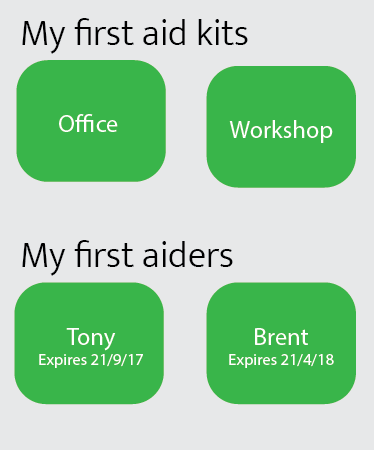 My first aid kits
Office
Workshop
My first aiders
Tony
Expires 21/9/17
Brent
Expires 21/4/18